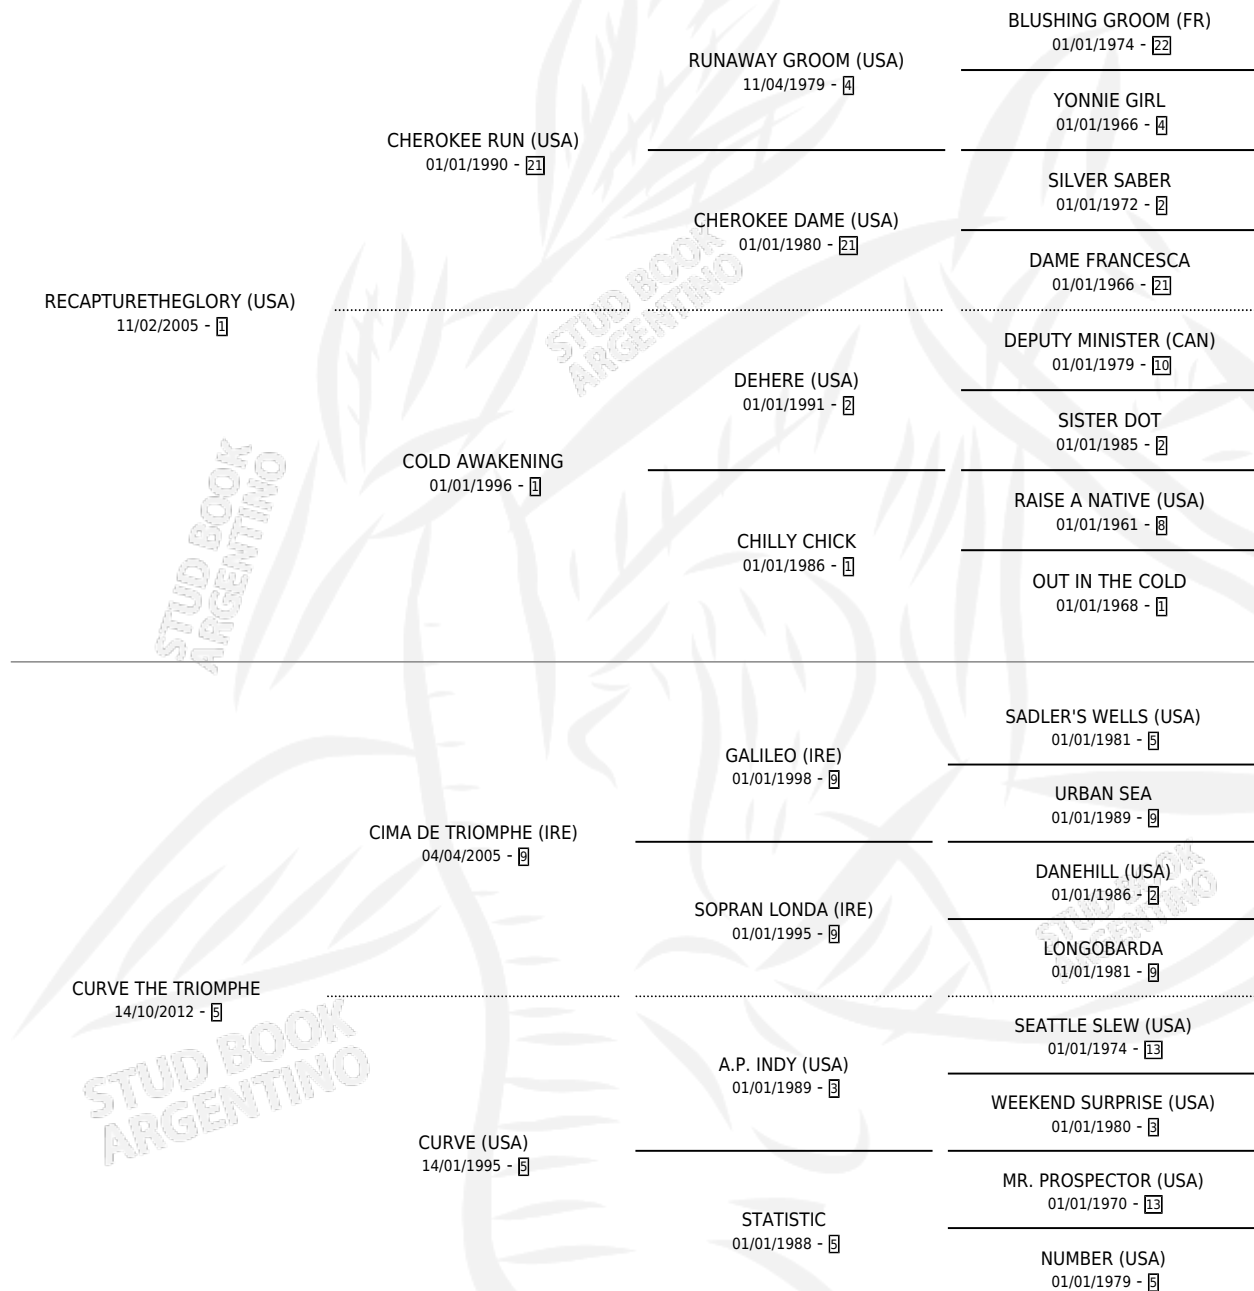 BLUSHING GROOM (FR)
01/01/1974 - 22
RUNAWAY GROOM (USA)
11/04/1979 - 4
YONNIE GIRL
01/01/1966 - 4
CHEROKEE RUN (USA)
01/01/1990 - 21
SILVER SABER
01/01/1972 - 2
CHEROKEE DAME (USA)
01/01/1980 - 21
DAME FRANCESCA
01/01/1966 - 21
RECAPTURETHEGLORY (USA)
11/02/2005 - 1
DEPUTY MINISTER (CAN)
01/01/1979 - 10
DEHERE (USA)
01/01/1991 - 2
SISTER DOT
01/01/1985 - 2
COLD AWAKENING
01/01/1996 - 1
RAISE A NATIVE (USA)
01/01/1961 - 8
CHILLY CHICK
01/01/1986 - 1
OUT IN THE COLD
01/01/1968 - 1
SADLER'S WELLS (USA)
01/01/1981 - 5
GALILEO (IRE)
01/01/1998 - 9
URBAN SEA
01/01/1989 - 9
CIMA DE TRIOMPHE (IRE)
04/04/2005 - 9
DANEHILL (USA)
01/01/1986 - 2
SOPRAN LONDA (IRE)
01/01/1995 - 9
LONGOBARDA
01/01/1981 - 9
CURVE THE TRIOMPHE
14/10/2012 - 5
SEATTLE SLEW (USA)
01/01/1974 - 13
A.P. INDY (USA)
01/01/1989 - 3
WEEKEND SURPRISE (USA)
01/01/1980 - 3
CURVE (USA)
14/01/1995 - 5
MR. PROSPECTOR (USA)
01/01/1970 - 13
STATISTIC
01/01/1988 - 5
NUMBER (USA)
01/01/1979 - 5
STUD BOOK
ARGENTINO
STUD BOOK
ARGENTINO
STUD BOOK
ARGENTINO
STUD BOOK
ARGENTINO